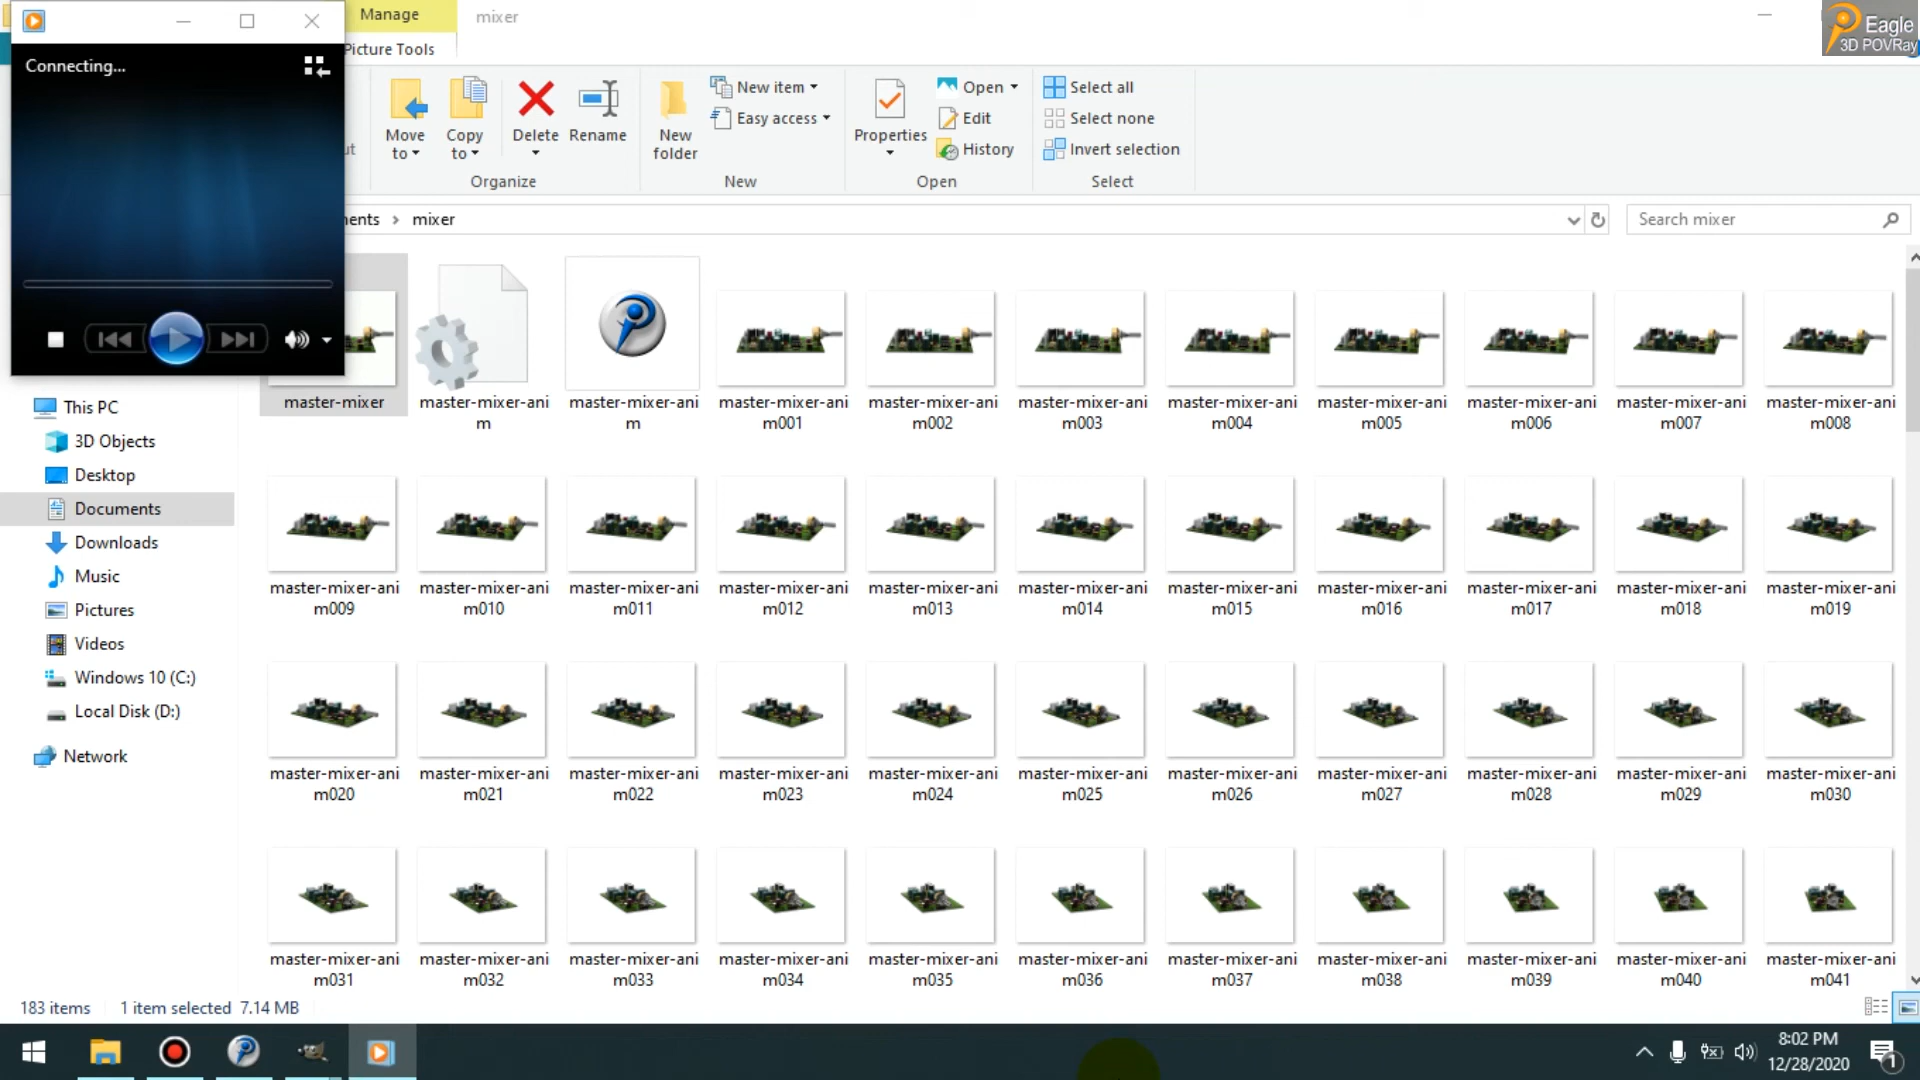 Manage
mixer
Eagle
3D POVRay
Picture Tools
Connecting...
Move to
Copy to
Delete
Rename
New folder
New item
Easy access
Properties
Open
Edit
History
Select all
Select none
Invert selection
ut
Organize
New
Open
Select
ments > mixer
Search mixer
This PC
3D Objects
Desktop
Documents
Downloads
Music
Pictures
Videos
Windows 10 (C:)
Local Disk (D:)
Network
master-mixer
master-mixer-anim
master-mixer-anim
master-mixer-anim001
master-mixer-anim002
master-mixer-anim003
master-mixer-anim004
master-mixer-anim005
master-mixer-anim006
master-mixer-anim007
master-mixer-anim008
master-mixer-anim009
master-mixer-anim010
master-mixer-anim011
master-mixer-anim012
master-mixer-anim013
master-mixer-anim014
master-mixer-anim015
master-mixer-anim016
master-mixer-anim017
master-mixer-anim018
master-mixer-anim019
master-mixer-anim020
master-mixer-anim021
master-mixer-anim022
master-mixer-anim023
master-mixer-anim024
master-mixer-anim025
master-mixer-anim026
master-mixer-anim027
master-mixer-anim028
master-mixer-anim029
master-mixer-anim030
master-mixer-anim031
master-mixer-anim032
master-mixer-anim033
master-mixer-anim034
master-mixer-anim035
master-mixer-anim036
master-mixer-anim037
master-mixer-anim038
master-mixer-anim039
master-mixer-anim040
master-mixer-anim041
183 items
1 item selected 7.14 MB
8:02 PM
12/28/2020
1